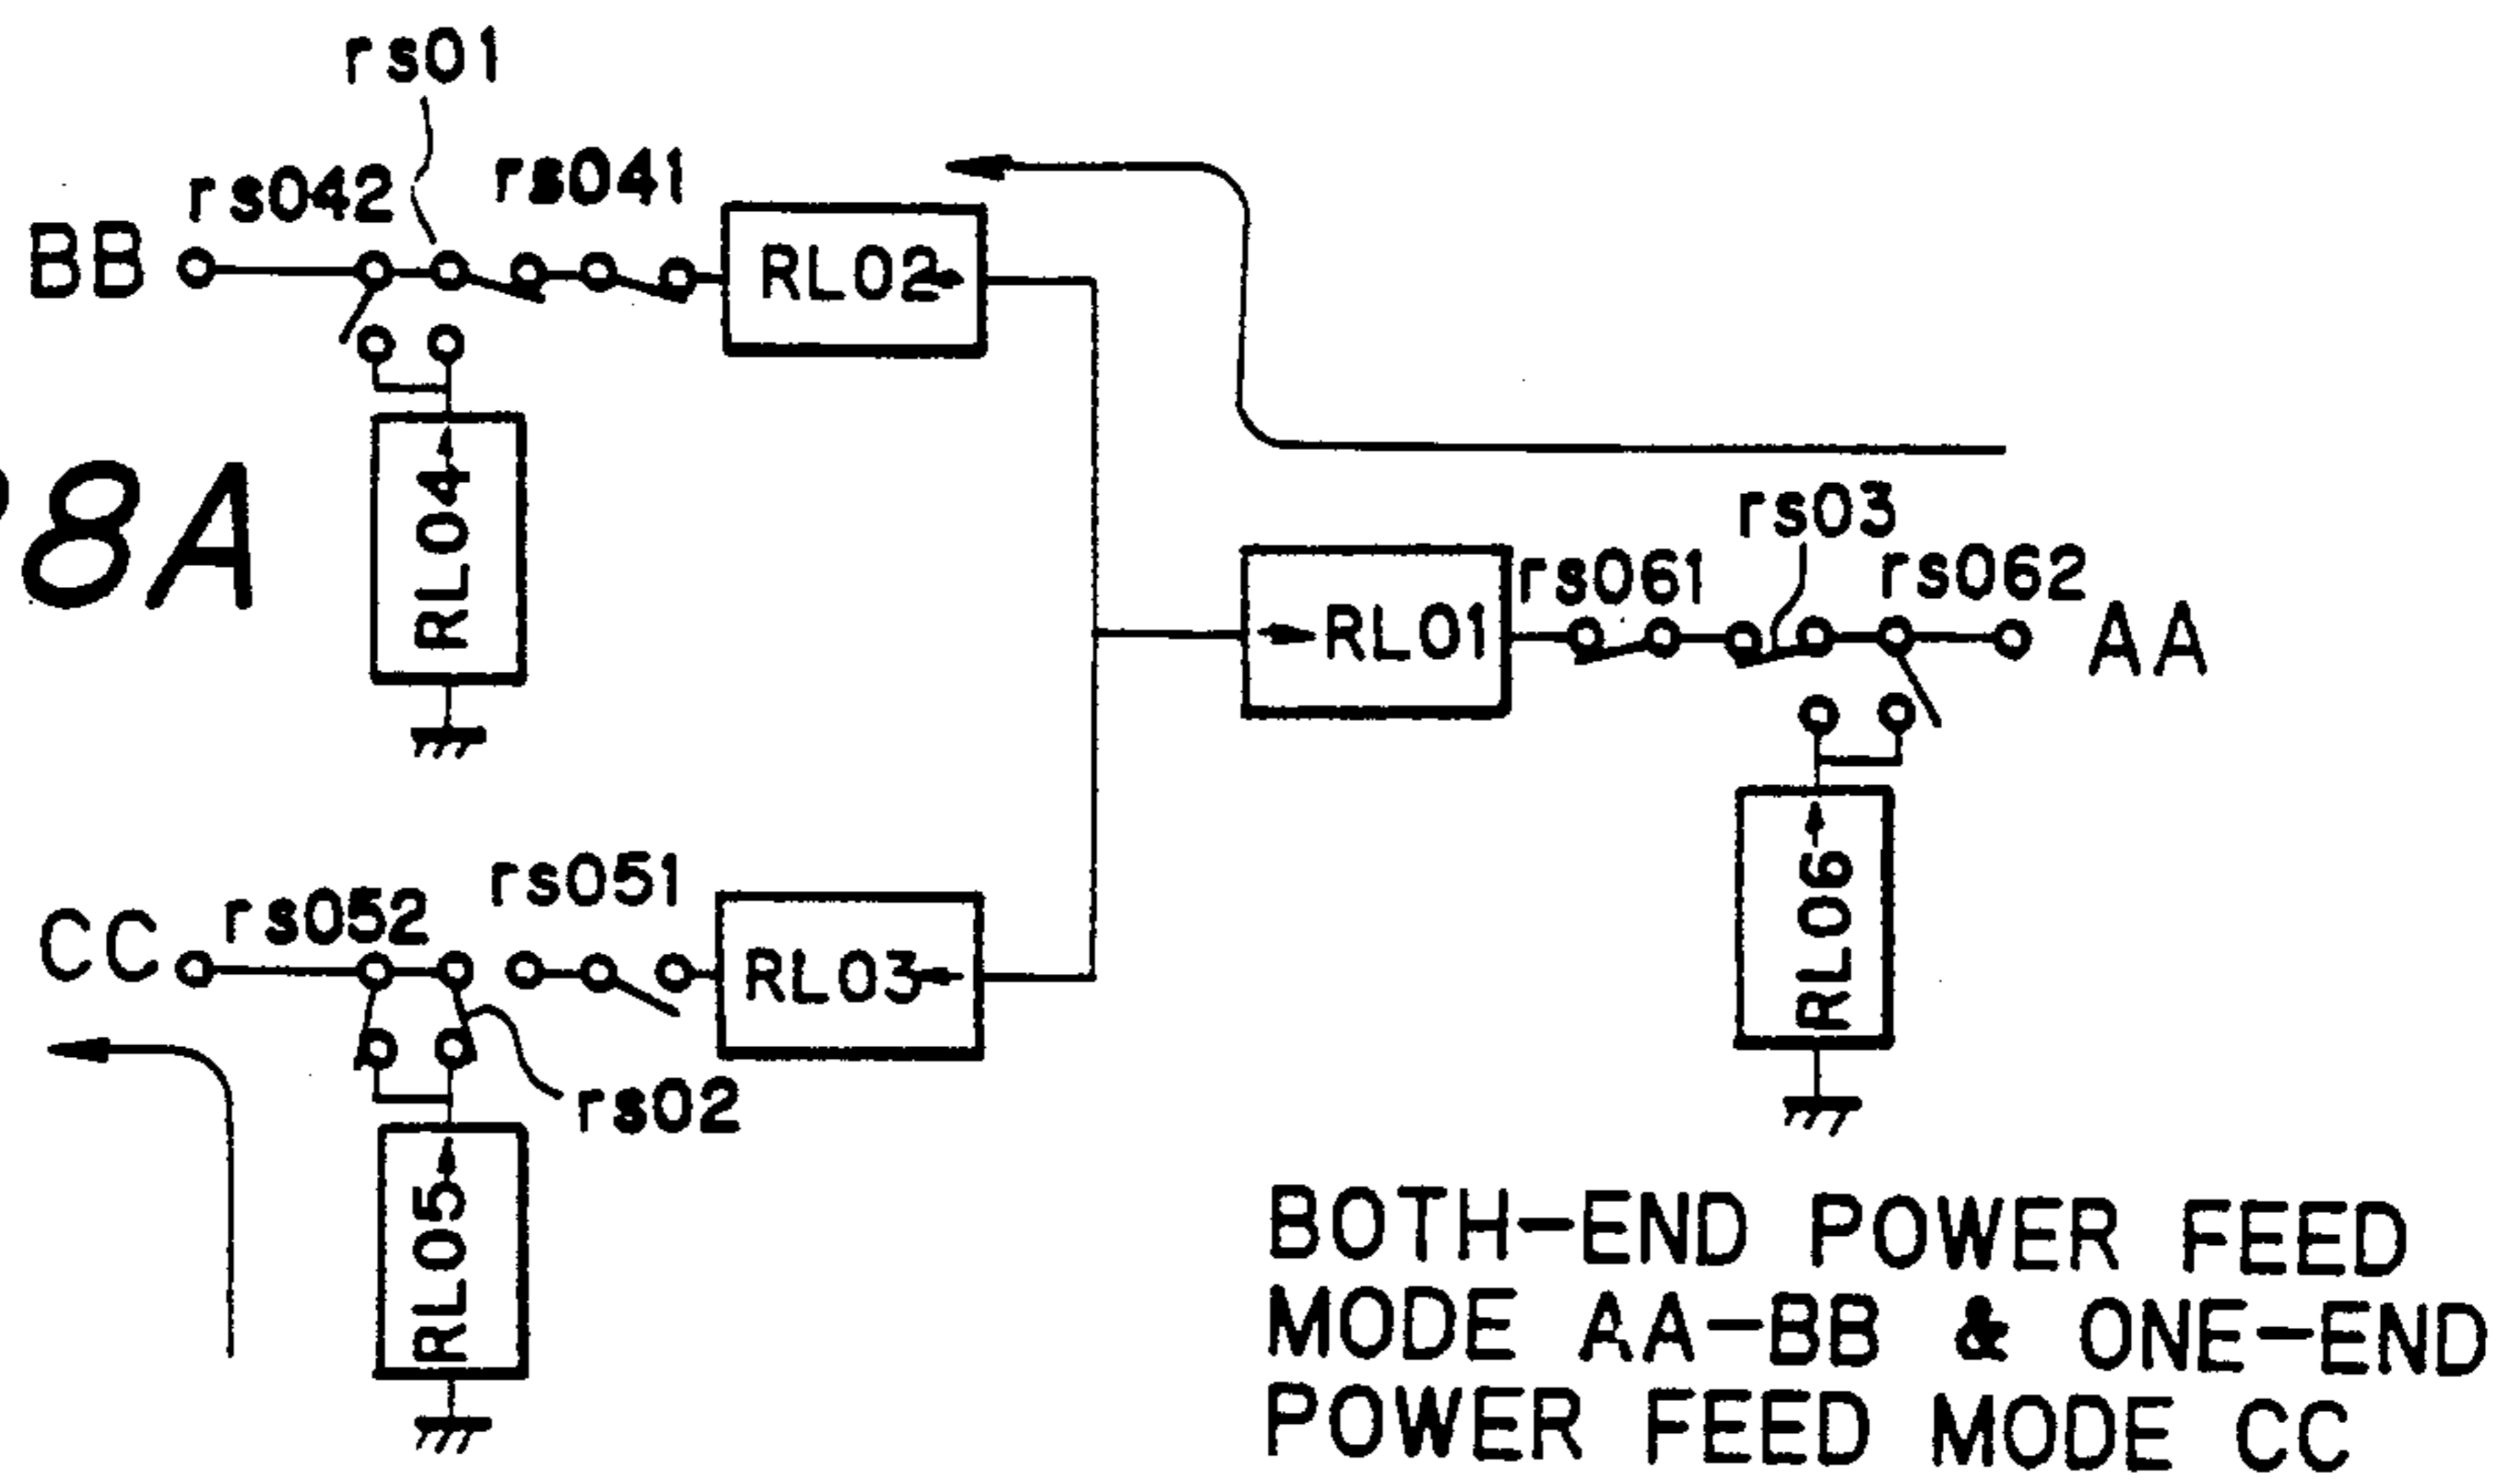 rs01
rs042
rs041
BB
RL02
RL04
8A
rs03
rs061
rs062
RL01
AA
RL06
rs051
rs052
CC
RL03
rs02
RL05
BOTH-END POWER FEED
MODE AA-BB & ONE-END
POWER FEED MODE CC